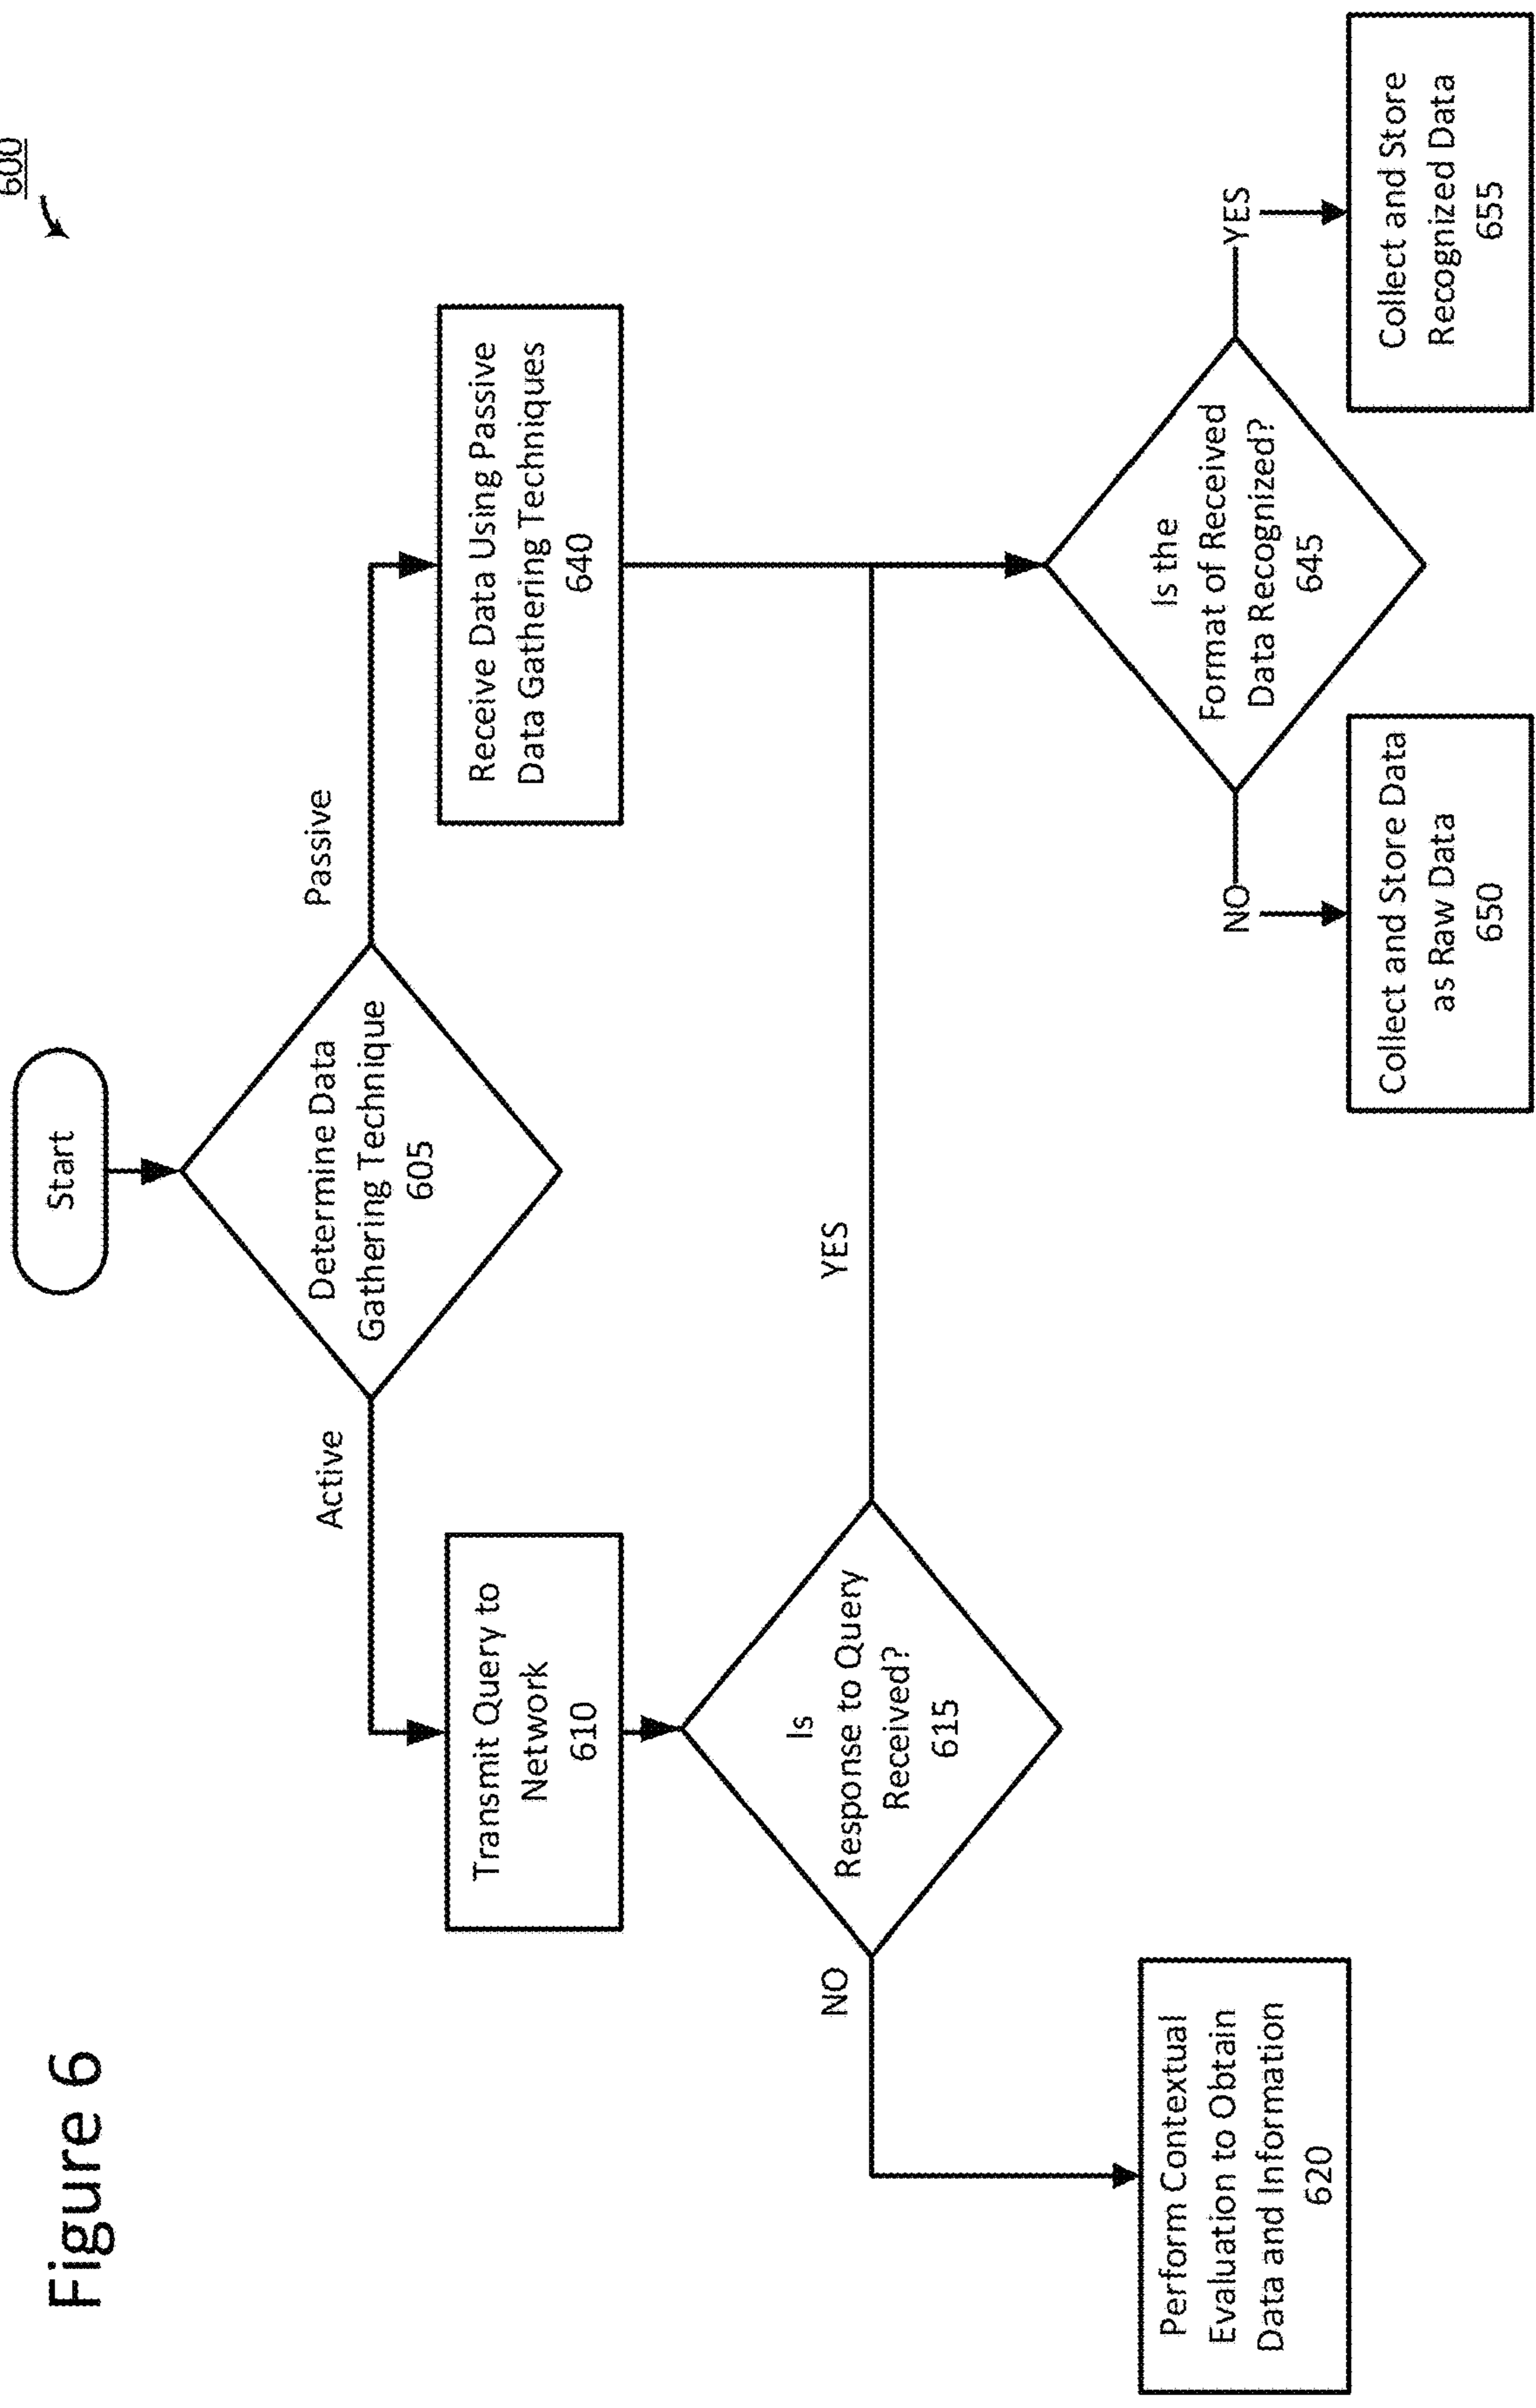 Figure 6
600
Start
Determine Data
Gathering Technique
605
Active
Passive
Transmit Query to
Network
610
Receive Data Using Passive
Data Gathering Techniques
640
Is
Response to Query
Received?
615
NO
YES
Perform Contextual
Evaluation to Obtain
Data and Information
620
Is the
Format of Received
Data Recognized?
645
NO
YES
Collect and Store Data
as Raw Data
650
Collect and Store
Recognized Data
655